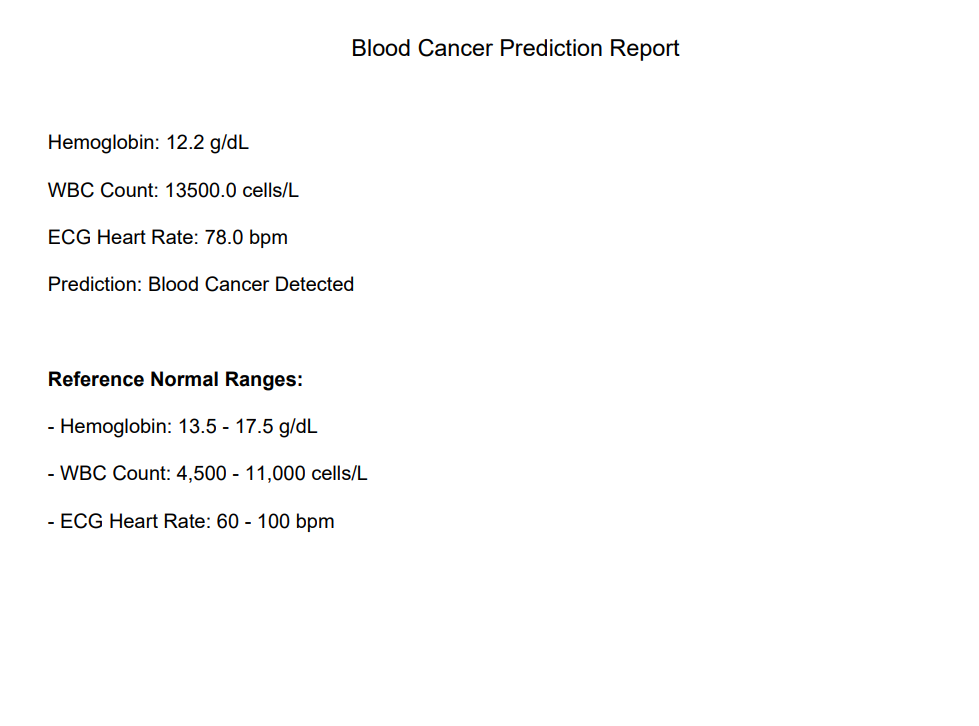 Blood Cancer Prediction Report
Hemoglobin: 12.2 g/dL
WBC Count: 13500.0 cells/L
ECG Heart Rate: 78.0 bpm
Prediction: Blood Cancer Detected
Reference Normal Ranges:
- Hemoglobin: 13.5 - 17.5 g/dL
- WBC Count: 4,500 - 11,000 cells/L
- ECG Heart Rate: 60 - 100 bpm